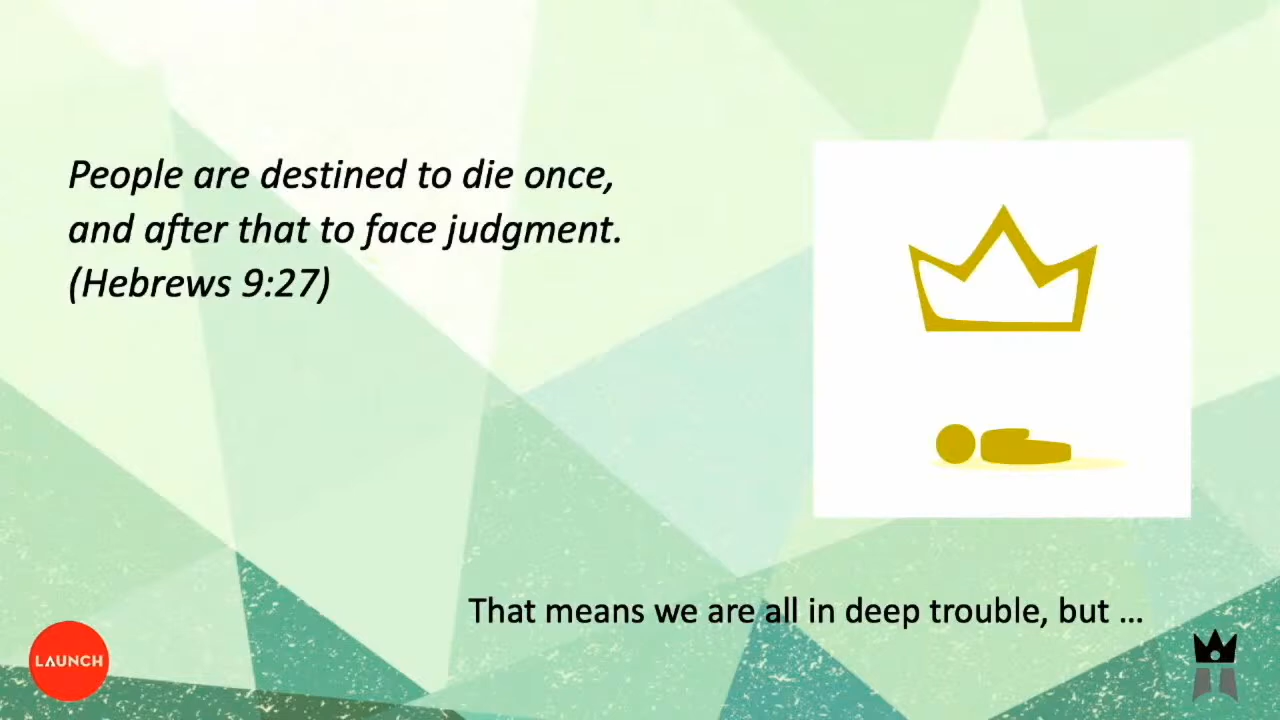 People are destined to die once,
and after that to face judgment.
(Hebrews 9:27)
That means we are all in deep trouble, but ...
LAUNCH